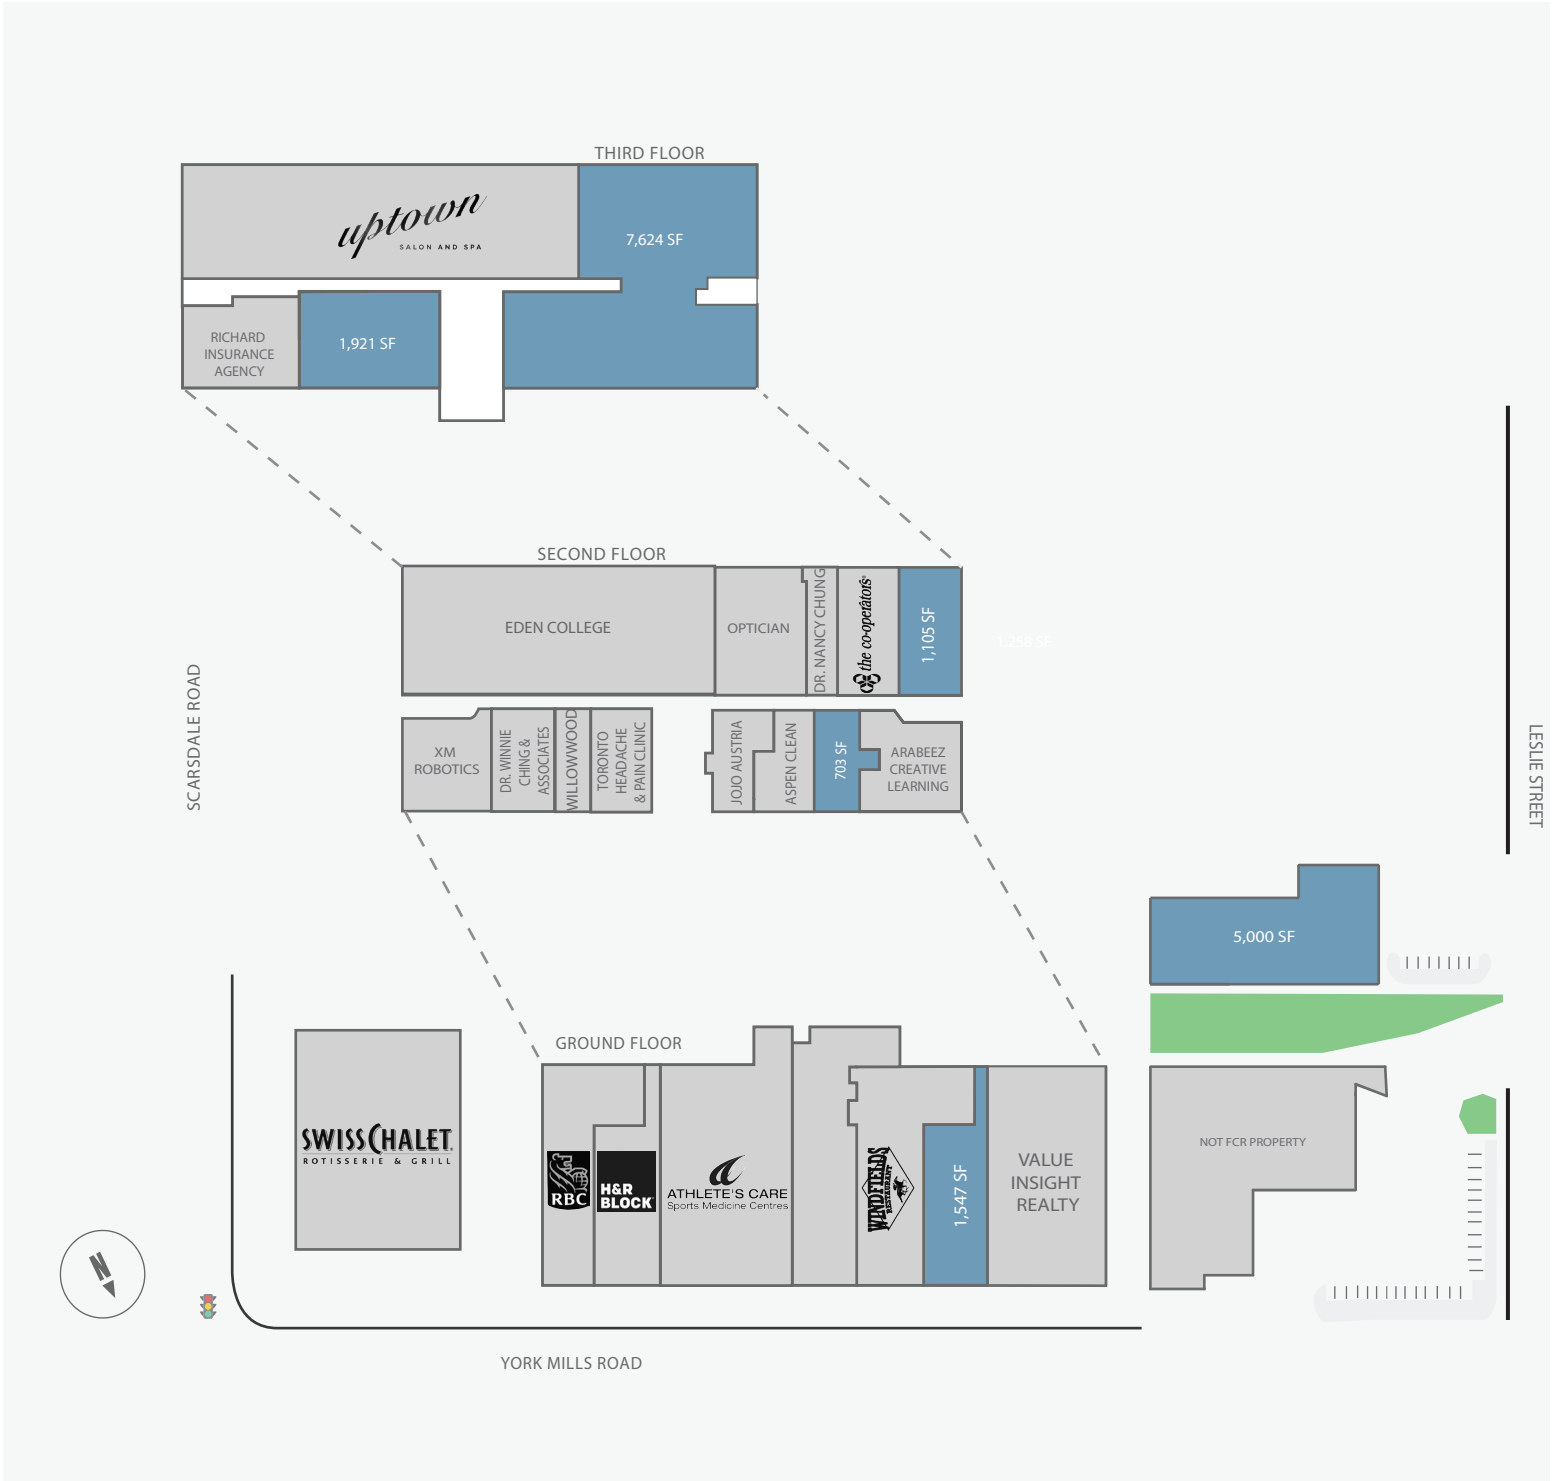 THIRD FLOOR
uptown
SALON AND SPA
7,624 SF
RICHARD
INSURANCE
AGENCY
1,921 SF
SECOND FLOOR
EDEN COLLEGE
OPTICIAN
DR. NANCY CHUNG
the co-operators
1,105 SF
1,258 SF
XM
ROBOTICS
DR. WINNIE
CHING &
ASSOCIATES
WILLOWWOOD
TORONTO
HEADACHE
& PAIN CLINIC
JOJO AUSTRIA
ASPEN CLEAN
703 SF
ARABEEZ
CREATIVE
LEARNING
SCARSDALE ROAD
LESLIE STREET
5,000 SF
GROUND FLOOR
SWISS CHALET
ROTISSERIE & GRILL
RBC
H&R
BLOCK
ATHLETE'S CARE
Sports Medicine Centres
WINDFIELDS
RESTAURANT
1,547 SF
VALUE
INSIGHT
REALTY
NOT FCR PROPERTY
N
YORK MILLS ROAD